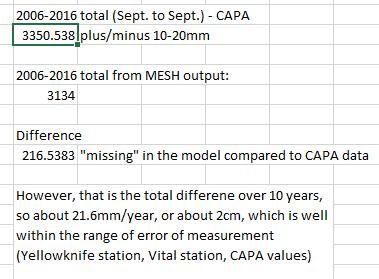 2006-2016 total (Sept. to Sept.) - CAPA
3350.538 plus/minus 10-20mm
2006-2016 total from MESH output:
3134
Difference
216.5383 "missing" in the model compared to CAPA data
However, that is the total differene over 10 years,
so about 21.6mm/year, or about 2cm, which is well
within the range of error of measurement
(Yellowknife station, Vital station, CAPA values)